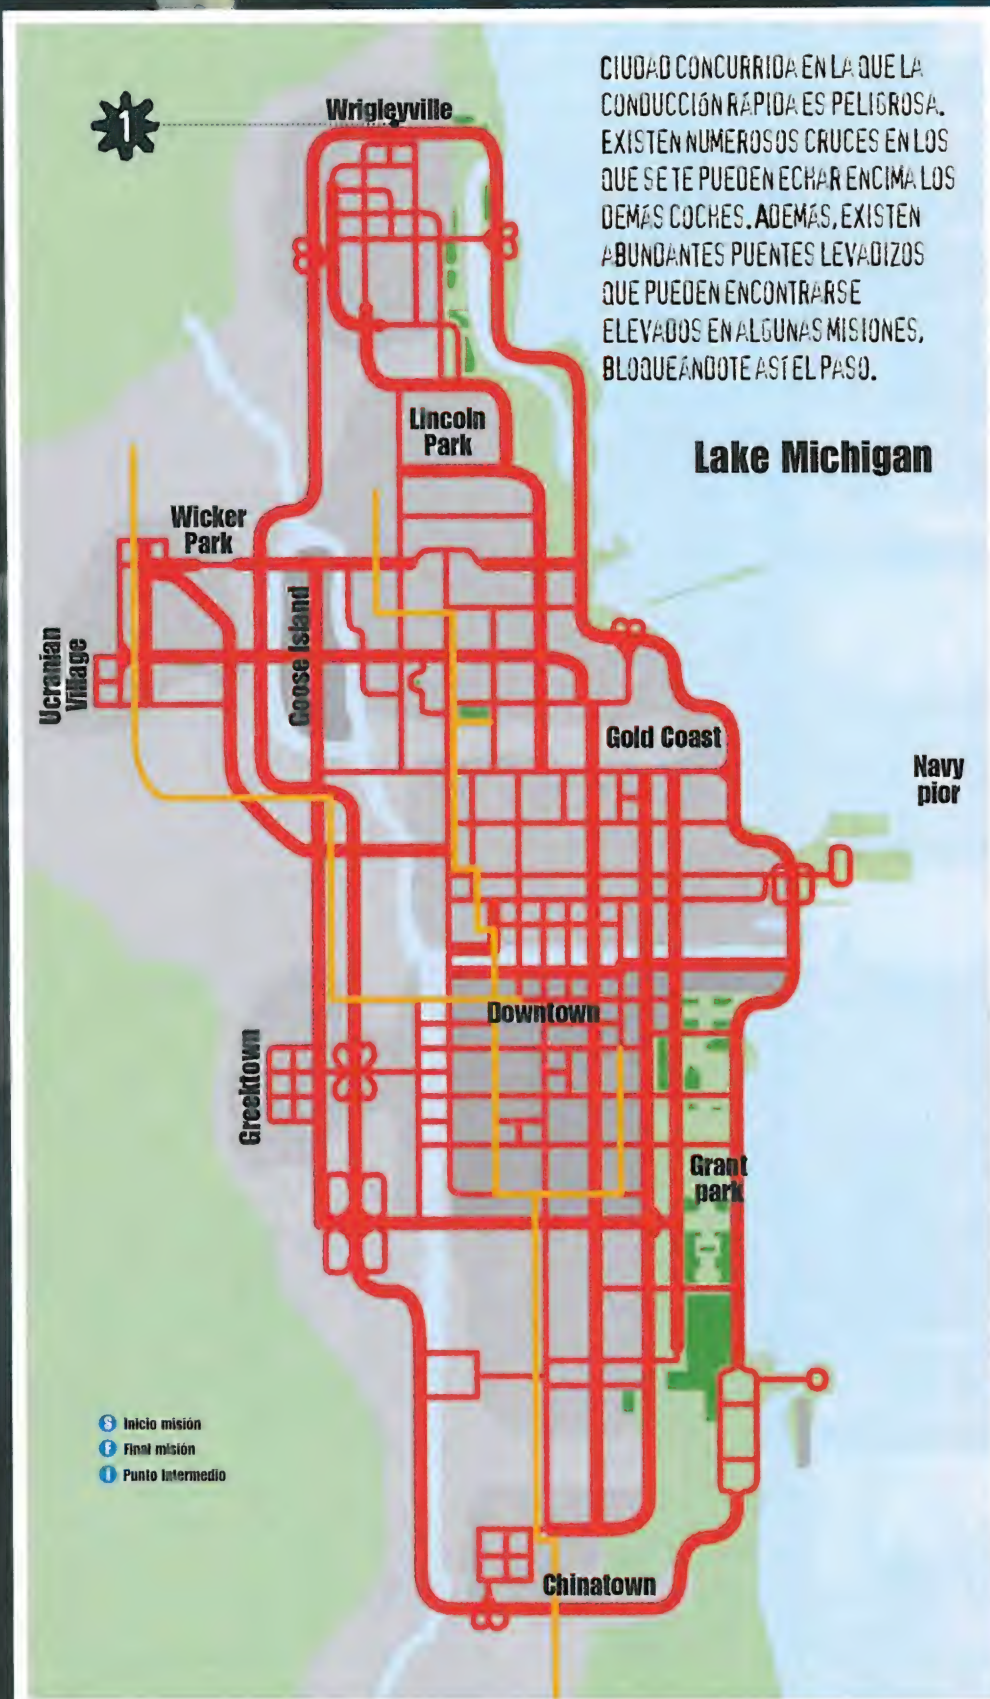 CIUDAD CONCURRIDA EN LA QUE LA
CONDUCCIÓN RÁPIDA ES PELIGROSA.
EXISTEN NUMEROSOS CRUCES EN LOS
QUE SE TE PUEDEN ECHAR ENCIMA LOS
DEMÁS COCHES. ADEMÁS, EXISTEN
ABUNDANTES PUENTES LEVADIZOS
QUE PUEDEN ENCONTRARSE
ELEVADOS EN ALGUNAS MISIONES,
BLOQUEÁNDOTE ASÍ EL PASO.
1
Wrigleyville
Lincoln
Park
Lake Michigan
Wicker
Park
Goose Island
Ucranian
Village
Gold Coast
Navy
pior
Downtown
Greektown
Grant
park
S Inicio misión
F Final misión
I Punto Intermedio
Chinatown